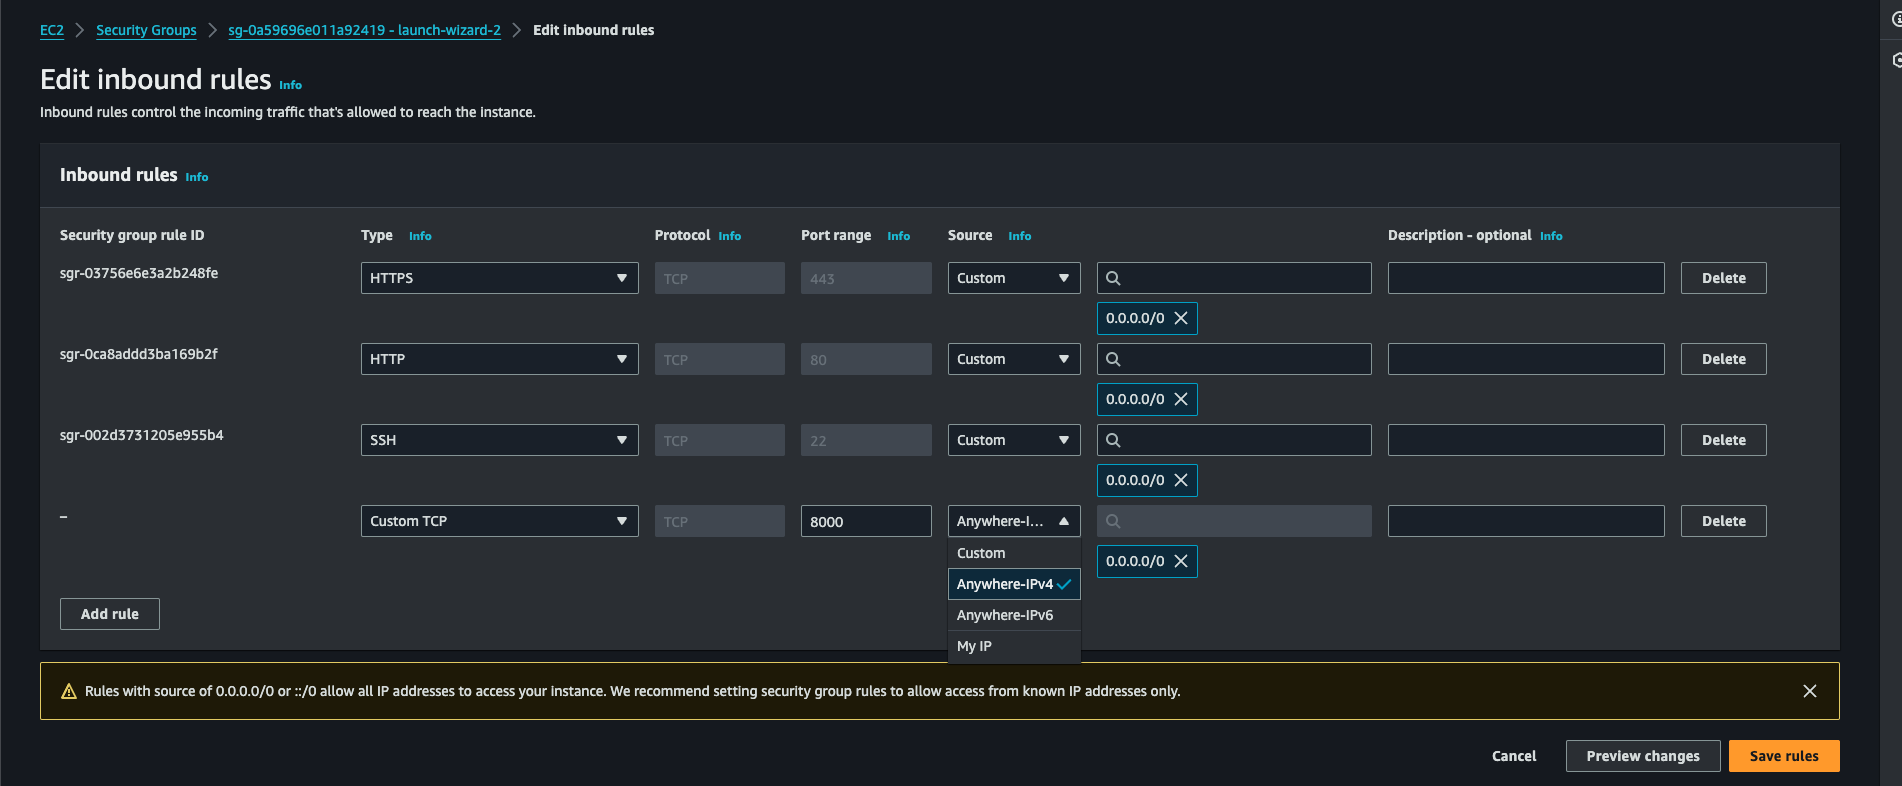 EC2 > Security Groups > sg-0a59696e011a92419 - launch-wizard-2 > Edit inbound rules
Edit inbound rules Info
Inbound rules control the incoming traffic that's allowed to reach the instance.
Inbound rules Info
Security group rule ID Type Info Protocol Info Port range Info Source Info Description - optional Info
sgr-03756e6e3a2b248fe HTTPS TCP 443 Custom Delete
0.0.0.0/0
sgr-0ca8addd3ba169b2f HTTP TCP 80 Custom Delete
0.0.0.0/0
sgr-002d3731205e955b4 SSH TCP 22 Custom Delete
0.0.0.0/0
– Custom TCP TCP 8000 Anywhere-I... Delete
Custom 0.0.0.0/0
Anywhere-IPv4
Anywhere-IPv6
My IP
Add rule
Rules with source of 0.0.0.0/0 or ::/0 allow all IP addresses to access your instance. We recommend setting security group rules to allow access from known IP addresses only.
Cancel Preview changes Save rules